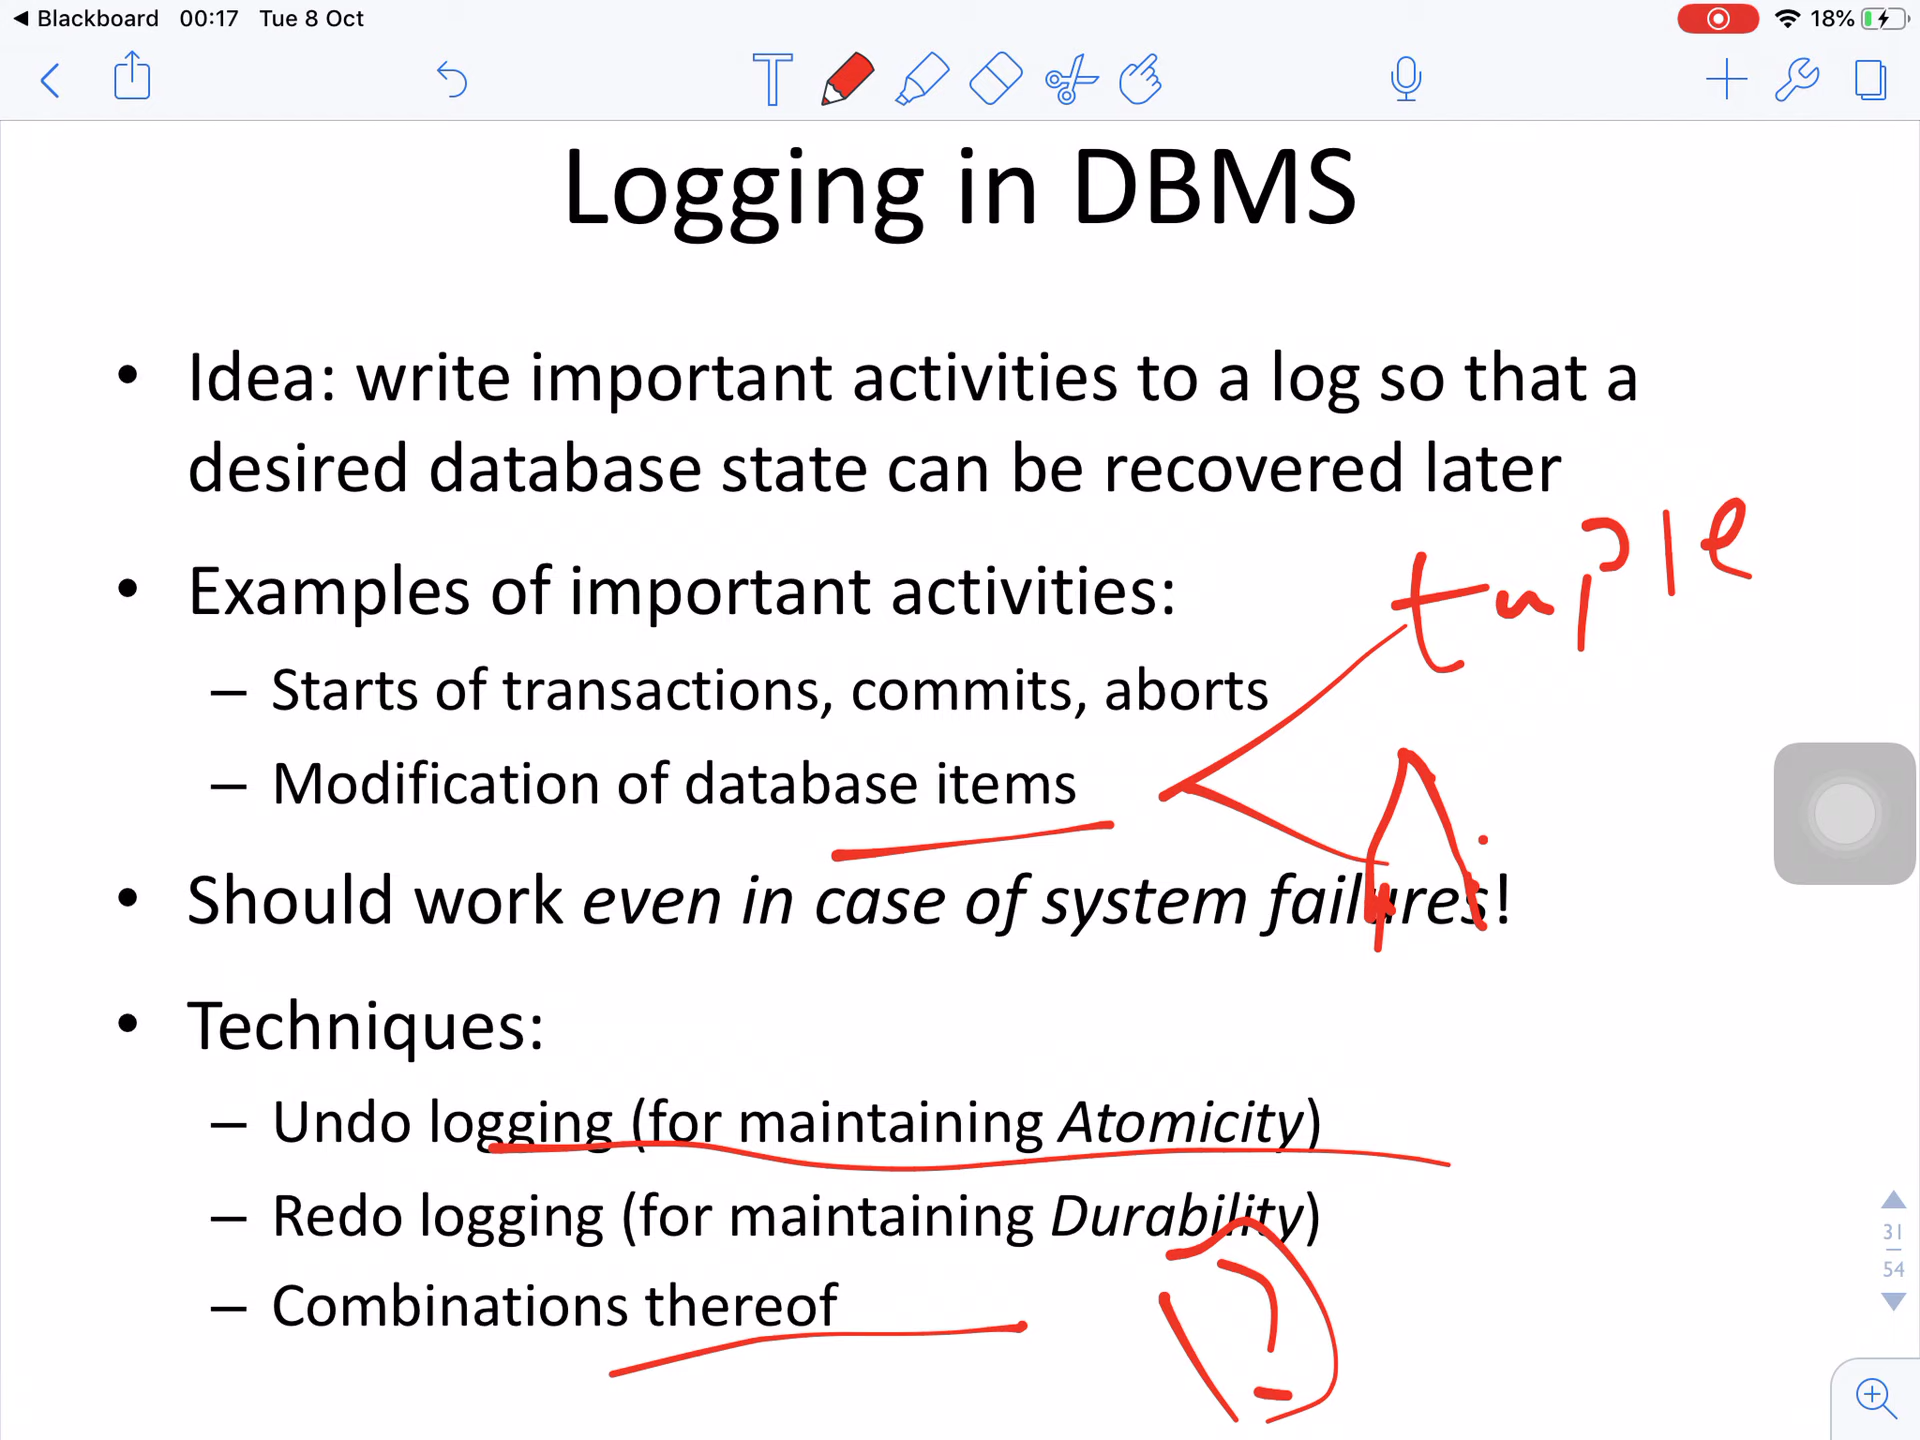 ◀ Blackboard 00:17 Tue 8 Oct 18%
T
Logging in DBMS
• Idea: write important activities to a log so that a
desired database state can be recovered later
tuple
• Examples of important activities:
– Starts of transactions, commits, aborts
– Modification of database items
• Should work even in case of system failures!
• Techniques:
– Undo logging (for maintaining Atomicity)
– Redo logging (for maintaining Durability)
– Combinations thereof
31
54